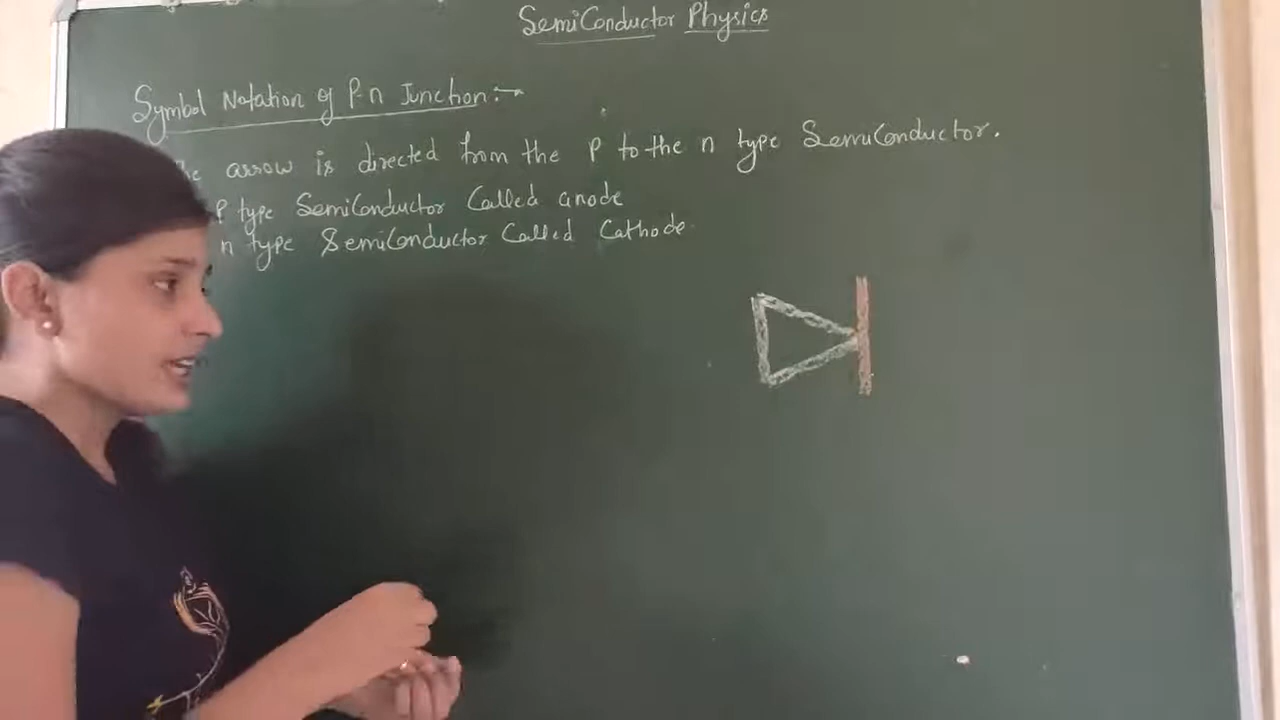 SemiConductor Physics
Symbol Notation of P-n Junction:→
arrow is directed from the P to the n type SemiConductor.
P type SemiConductor Called anode
n type SemiConductor Called Cathode